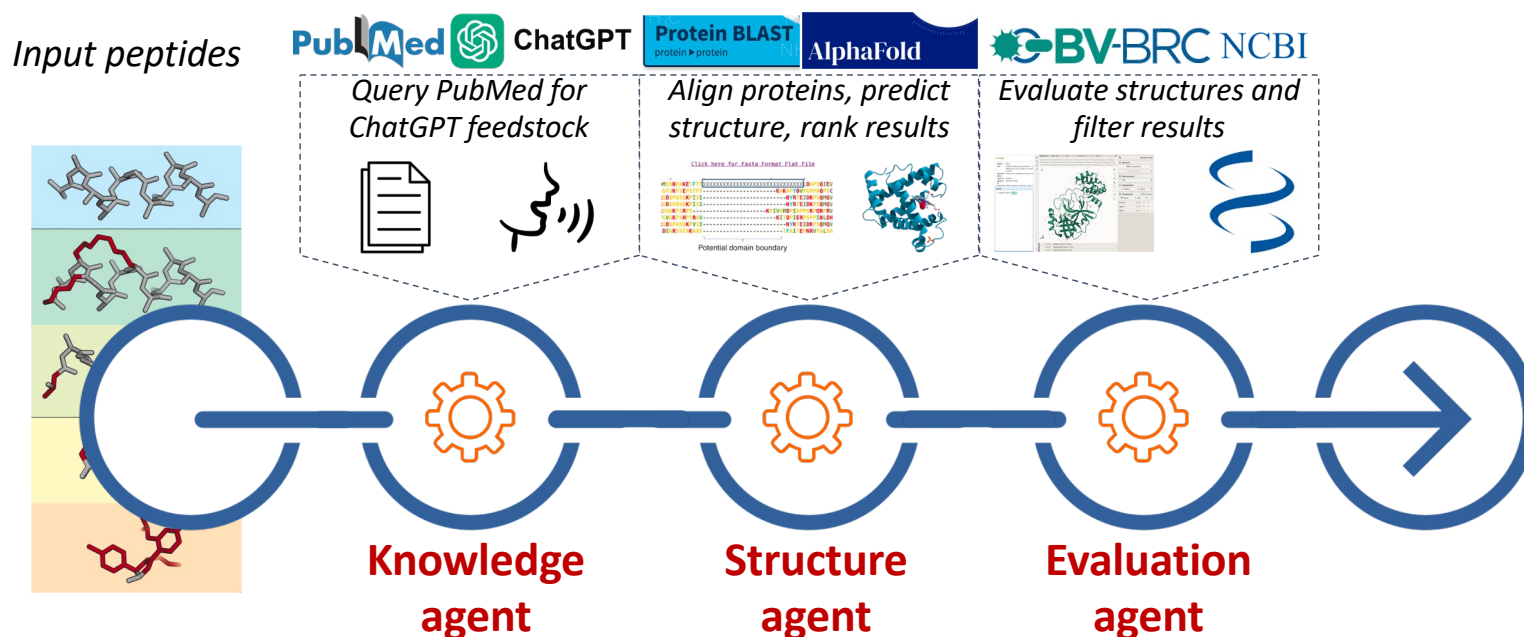 Input peptides
PubMed
ChatGPT
Protein BLAST
protein ▸ protein
AlphaFold
BV-BRC
NCBI
Query PubMed for
ChatGPT feedstock
Align proteins, predict
structure, rank results
Evaluate structures and
filter results
Click here for Fasta Format Flat File
Potential domain boundary
Knowledge
agent
Structure
agent
Evaluation
agent